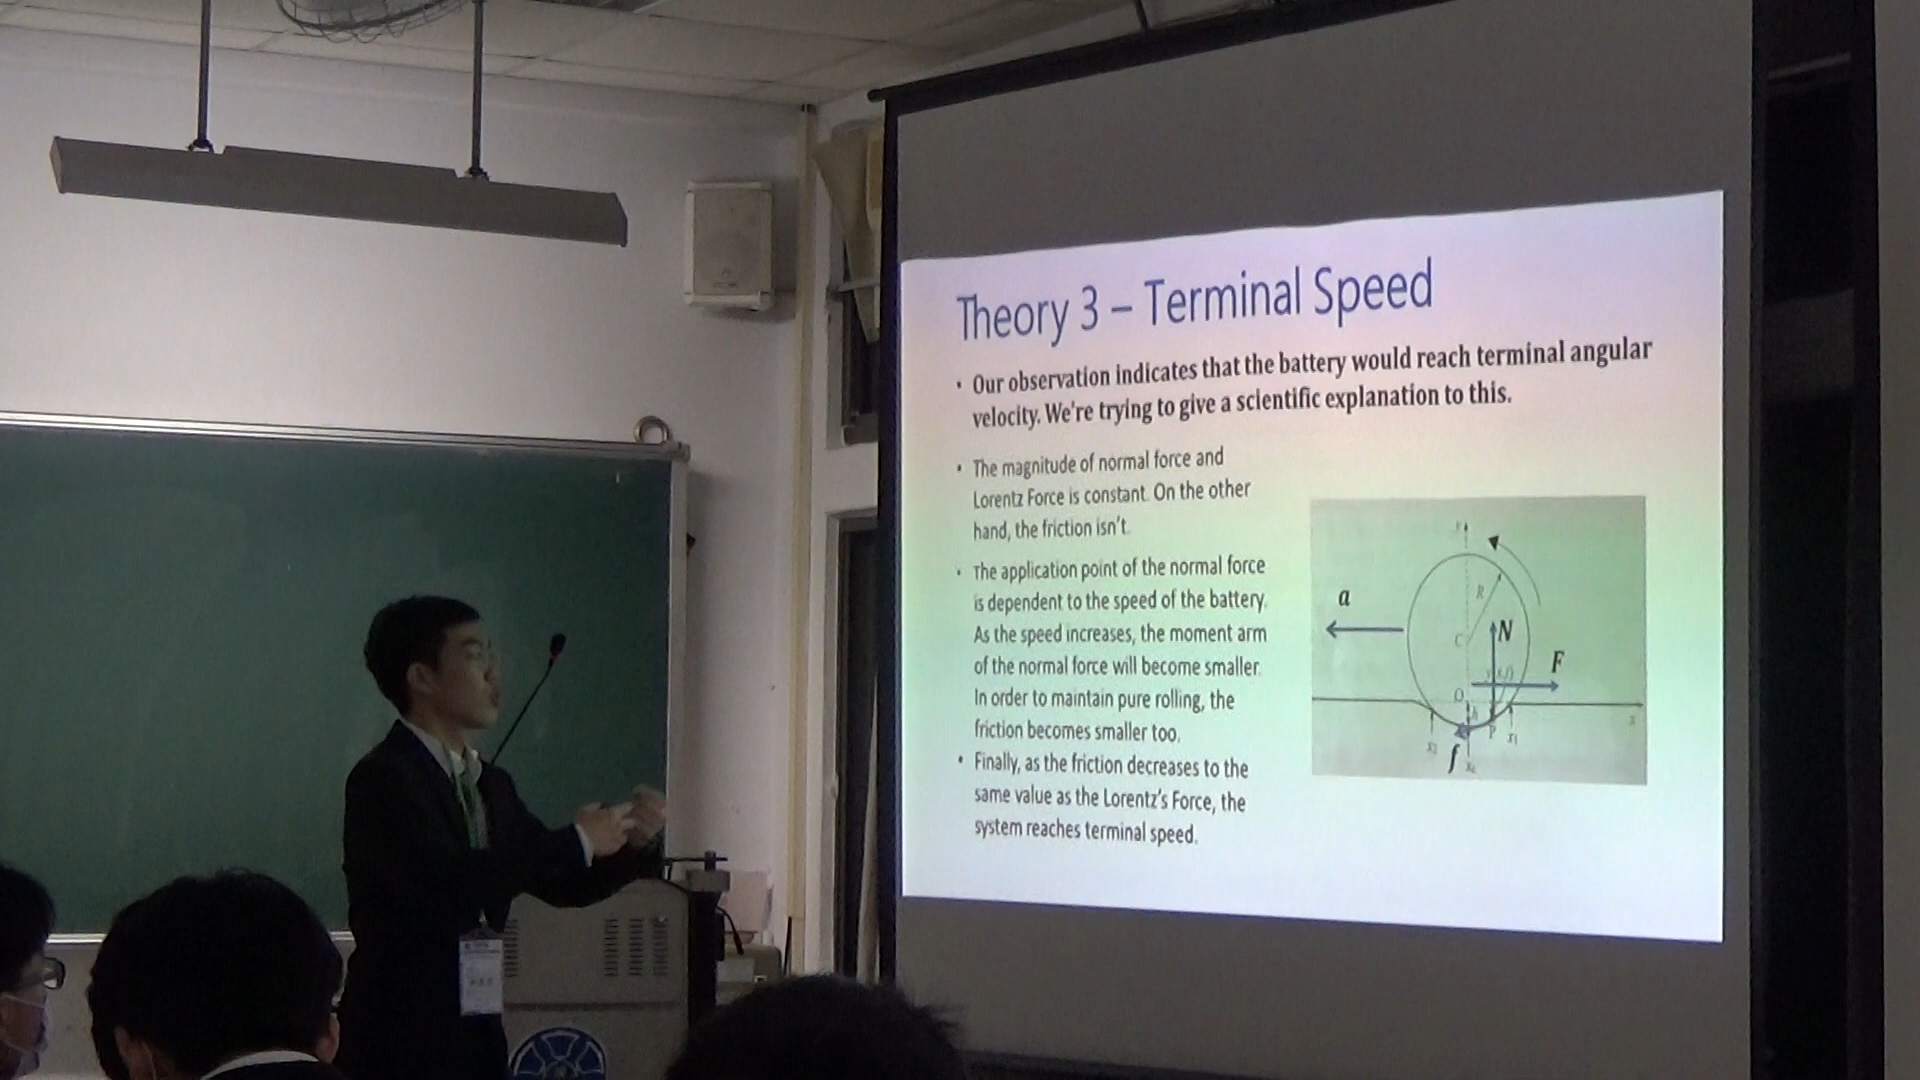 Theory 3 – Terminal Speed
• Our observation indicates that the battery would reach terminal angular
velocity. We're trying to give a scientific explanation to this.
• The magnitude of normal force and
Lorentz Force is constant. On the other
hand, the friction isn't.
• The application point of the normal force
is dependent to the speed of the battery.
As the speed increases, the moment arm
of the normal force will become smaller.
In order to maintain pure rolling, the
friction becomes smaller too.
• Finally, as the friction decreases to the
same value as the Lorentz's Force, the
system reaches terminal speed.
R
a
C
N
F
O
h
P
f